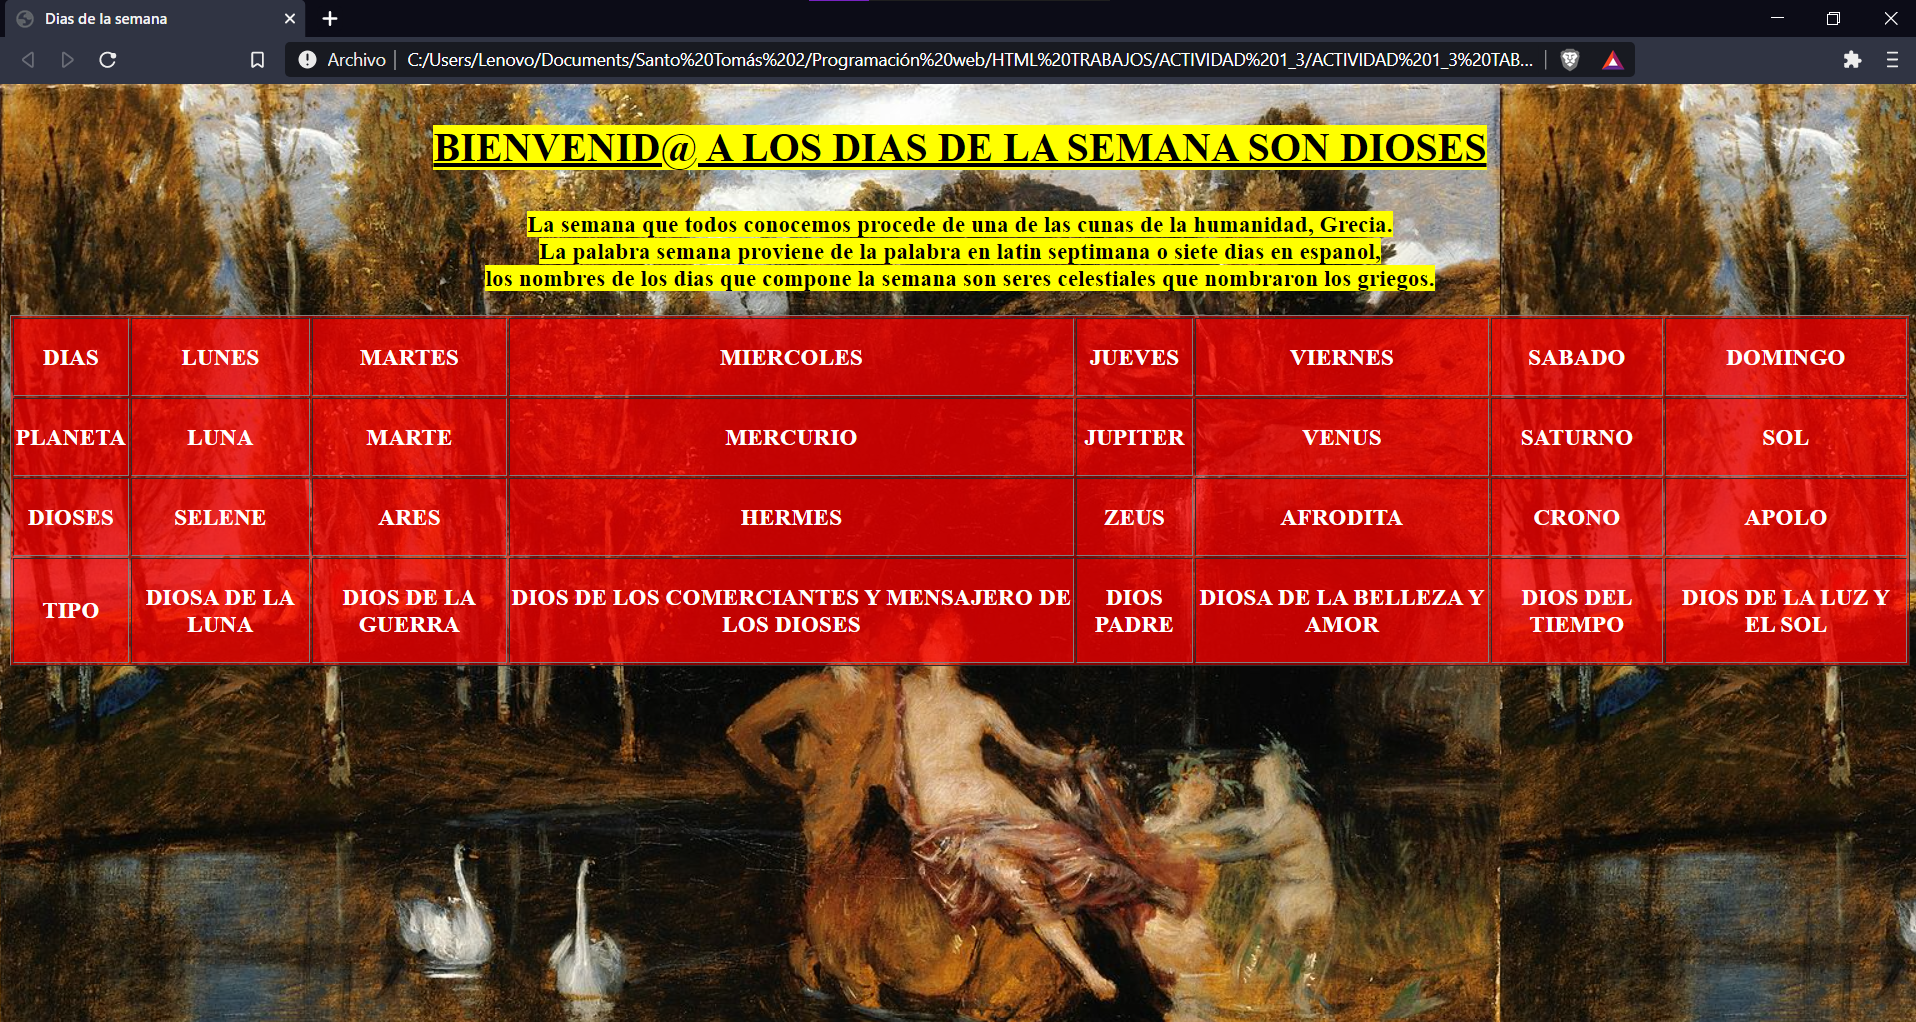 Dias de la semana
Archivo | C:/Users/Lenovo/Documents/Santo%20Tomás%202/Programación%20web/HTML%20TRABAJOS/ACTIVIDAD%201_3/ACTIVIDAD%201_3%20TAB...
BIENVENID@ A LOS DIAS DE LA SEMANA SON DIOSES
La semana que todos conocemos procede de una de las cunas de la humanidad, Grecia.
La palabra semana proviene de la palabra en latin septimana o siete dias en espanol,
los nombres de los dias que compone la semana son seres celestiales que nombraron los griegos.
DIAS LUNES MARTES MIERCOLES JUEVES VIERNES SABADO DOMINGO
PLANETA LUNA MARTE MERCURIO JUPITER VENUS SATURNO SOL
DIOSES SELENE ARES HERMES ZEUS AFRODITA CRONO APOLO
TIPO
DIOSA DE LA
LUNA
DIOS DE LA
GUERRA
DIOS DE LOS COMERCIANTES Y MENSAJERO DE
LOS DIOSES
DIOS
PADRE
DIOSA DE LA BELLEZA Y
AMOR
DIOS DEL
TIEMPO
DIOS DE LA LUZ Y
EL SOL